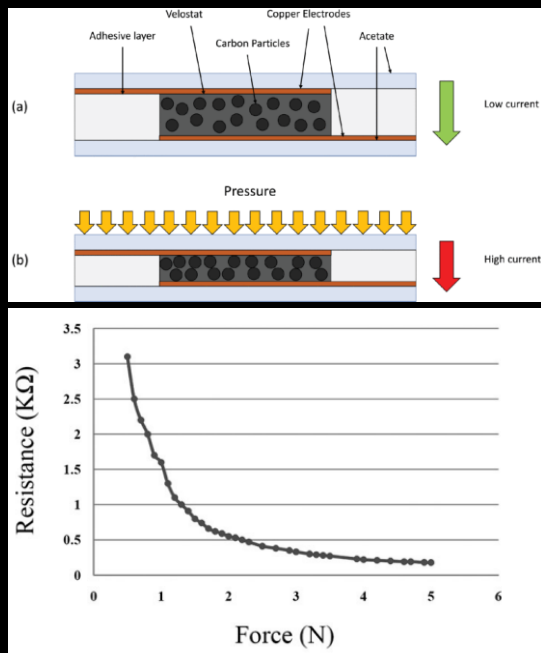 Velostat
Copper Electrodes
Adhesive layer
Carbon Particles
Acetate
(a)
Low current
Pressure
(b)
High current
3.5
3
2.5
2
1.5
1
0.5
0
0 1 2 3 4 5 6
Resistance (KΩ)
Force (N)